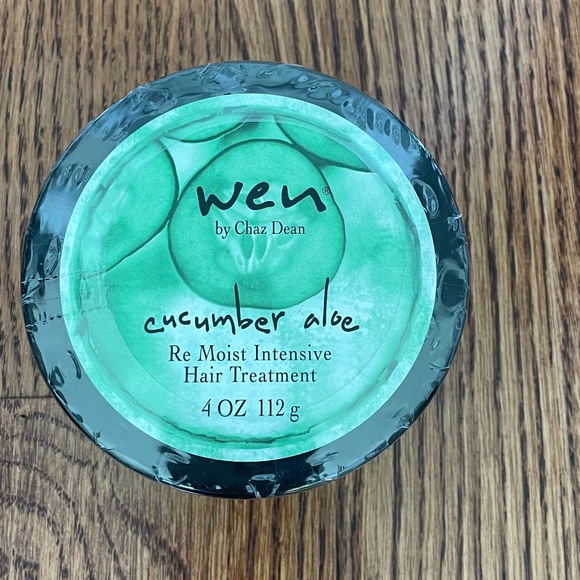 wen®
by Chaz Dean
cucumber aloe
Re Moist Intensive
Hair Treatment
4 OZ 112 g